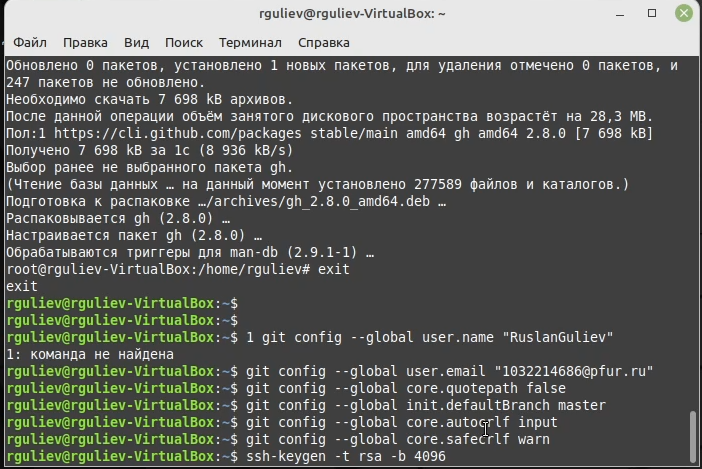 rguliev@rguliev-VirtualBox: ~
Файл Правка Вид Поиск Терминал Справка
Обновлено 0 пакетов, установлено 1 новых пакетов, для удаления отмечено 0 пакетов, и
247 пакетов не обновлено.
Необходимо скачать 7 698 kB архивов.
После данной операции объём занятого дискового пространства возрастёт на 28,3 MB.
Пол:1 https://cli.github.com/packages stable/main amd64 gh amd64 2.8.0 [7 698 kB]
Получено 7 698 kB за 1с (8 936 kB/s)
Выбор ранее не выбранного пакета gh.
(Чтение базы данных … на данный момент установлено 277589 файлов и каталогов.)
Подготовка к распаковке …/archives/gh_2.8.0_amd64.deb …
Распаковывается gh (2.8.0) …
Настраивается пакет gh (2.8.0) …
Обрабатываются триггеры для man-db (2.9.1-1) …
root@rguliev-VirtualBox:/home/rguliev# exit
exit
rguliev@rguliev-VirtualBox:~$
rguliev@rguliev-VirtualBox:~$
rguliev@rguliev-VirtualBox:~$ 1 git config --global user.name "RuslanGuliev"
1: команда не найдена
rguliev@rguliev-VirtualBox:~$ git config --global user.email "1032214686@pfur.ru"
rguliev@rguliev-VirtualBox:~$ git config --global core.quotepath false
rguliev@rguliev-VirtualBox:~$ git config --global init.defaultBranch master
rguliev@rguliev-VirtualBox:~$ git config --global core.autocrlf input
rguliev@rguliev-VirtualBox:~$ git config --global core.safecrlf warn
rguliev@rguliev-VirtualBox:~$ ssh-keygen -t rsa -b 4096